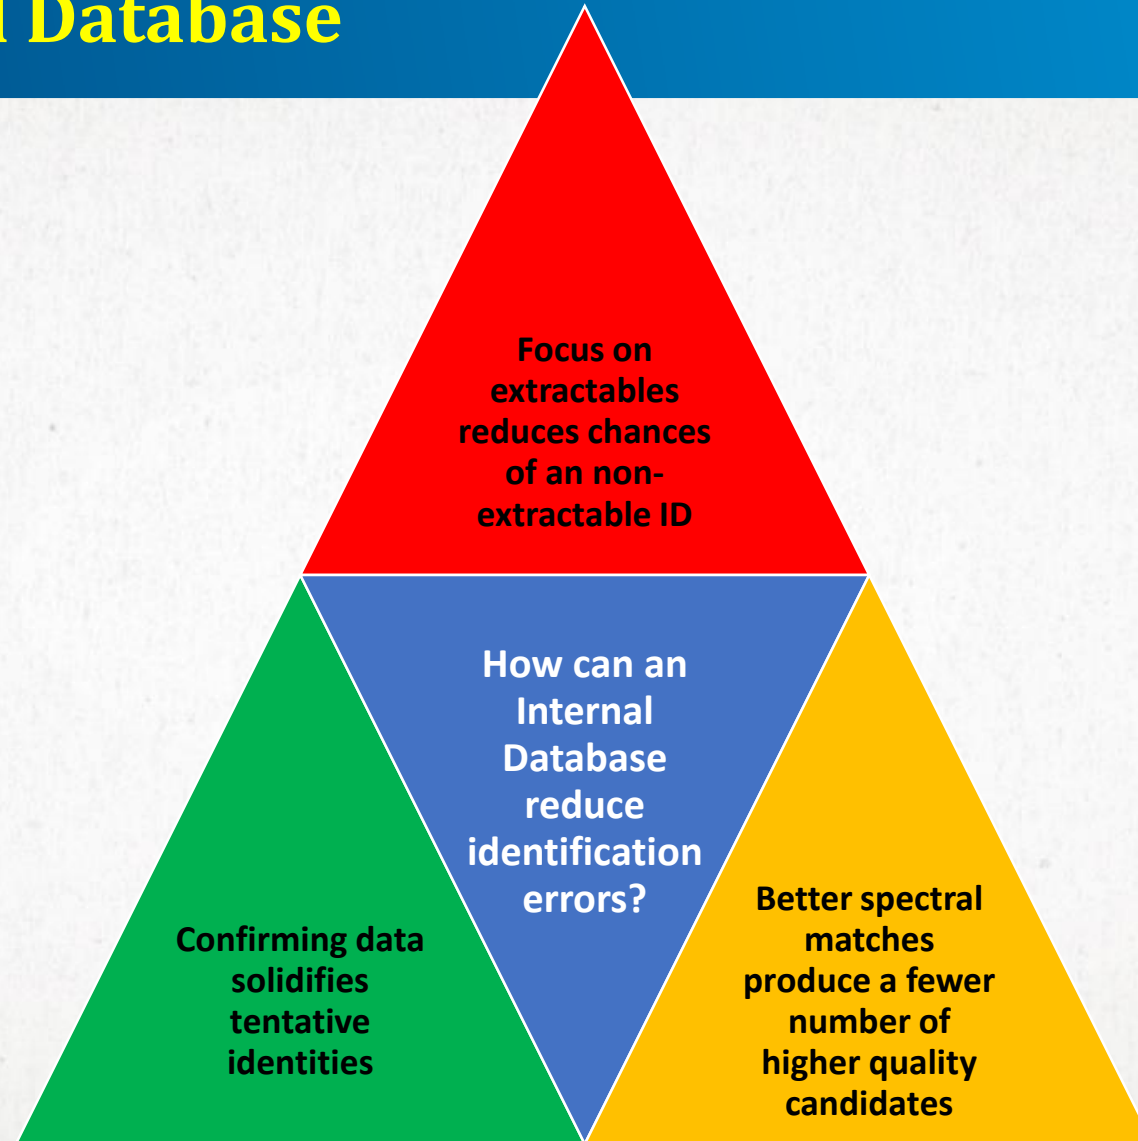 Database
Focus on
extractables
reduces chances
of an non-
extractable ID
How can an
Internal
Database
reduce
identification
errors?
Confirming data
solidifies
tentative
identities
Better spectral
matches
produce a fewer
number of
higher quality
candidates